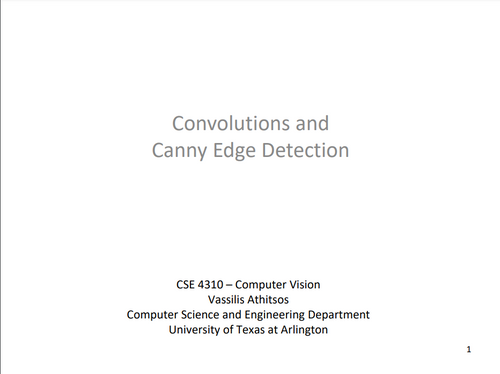 Convolutions and
Canny Edge Detection
CSE 4310 – Computer Vision
Vassilis Athitsos
Computer Science and Engineering Department
University of Texas at Arlington
1